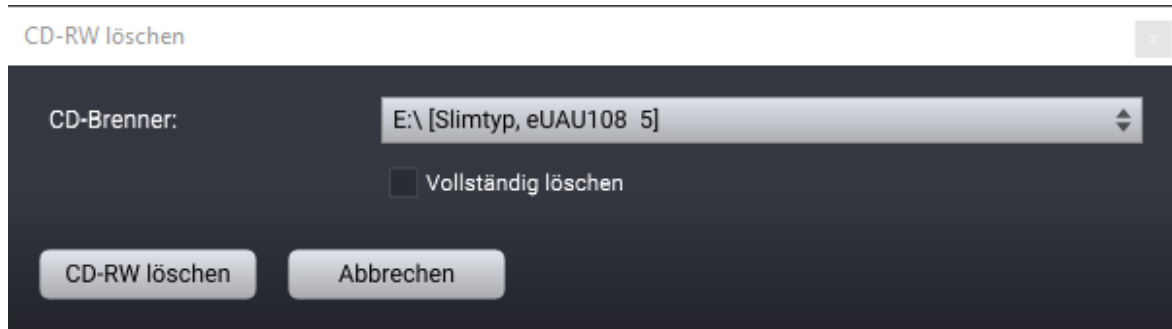 CD-RW löschen
CD-Brenner: E:\ [Slimtyp, eUAU108  5]
Vollständig löschen
CD-RW löschen Abbrechen